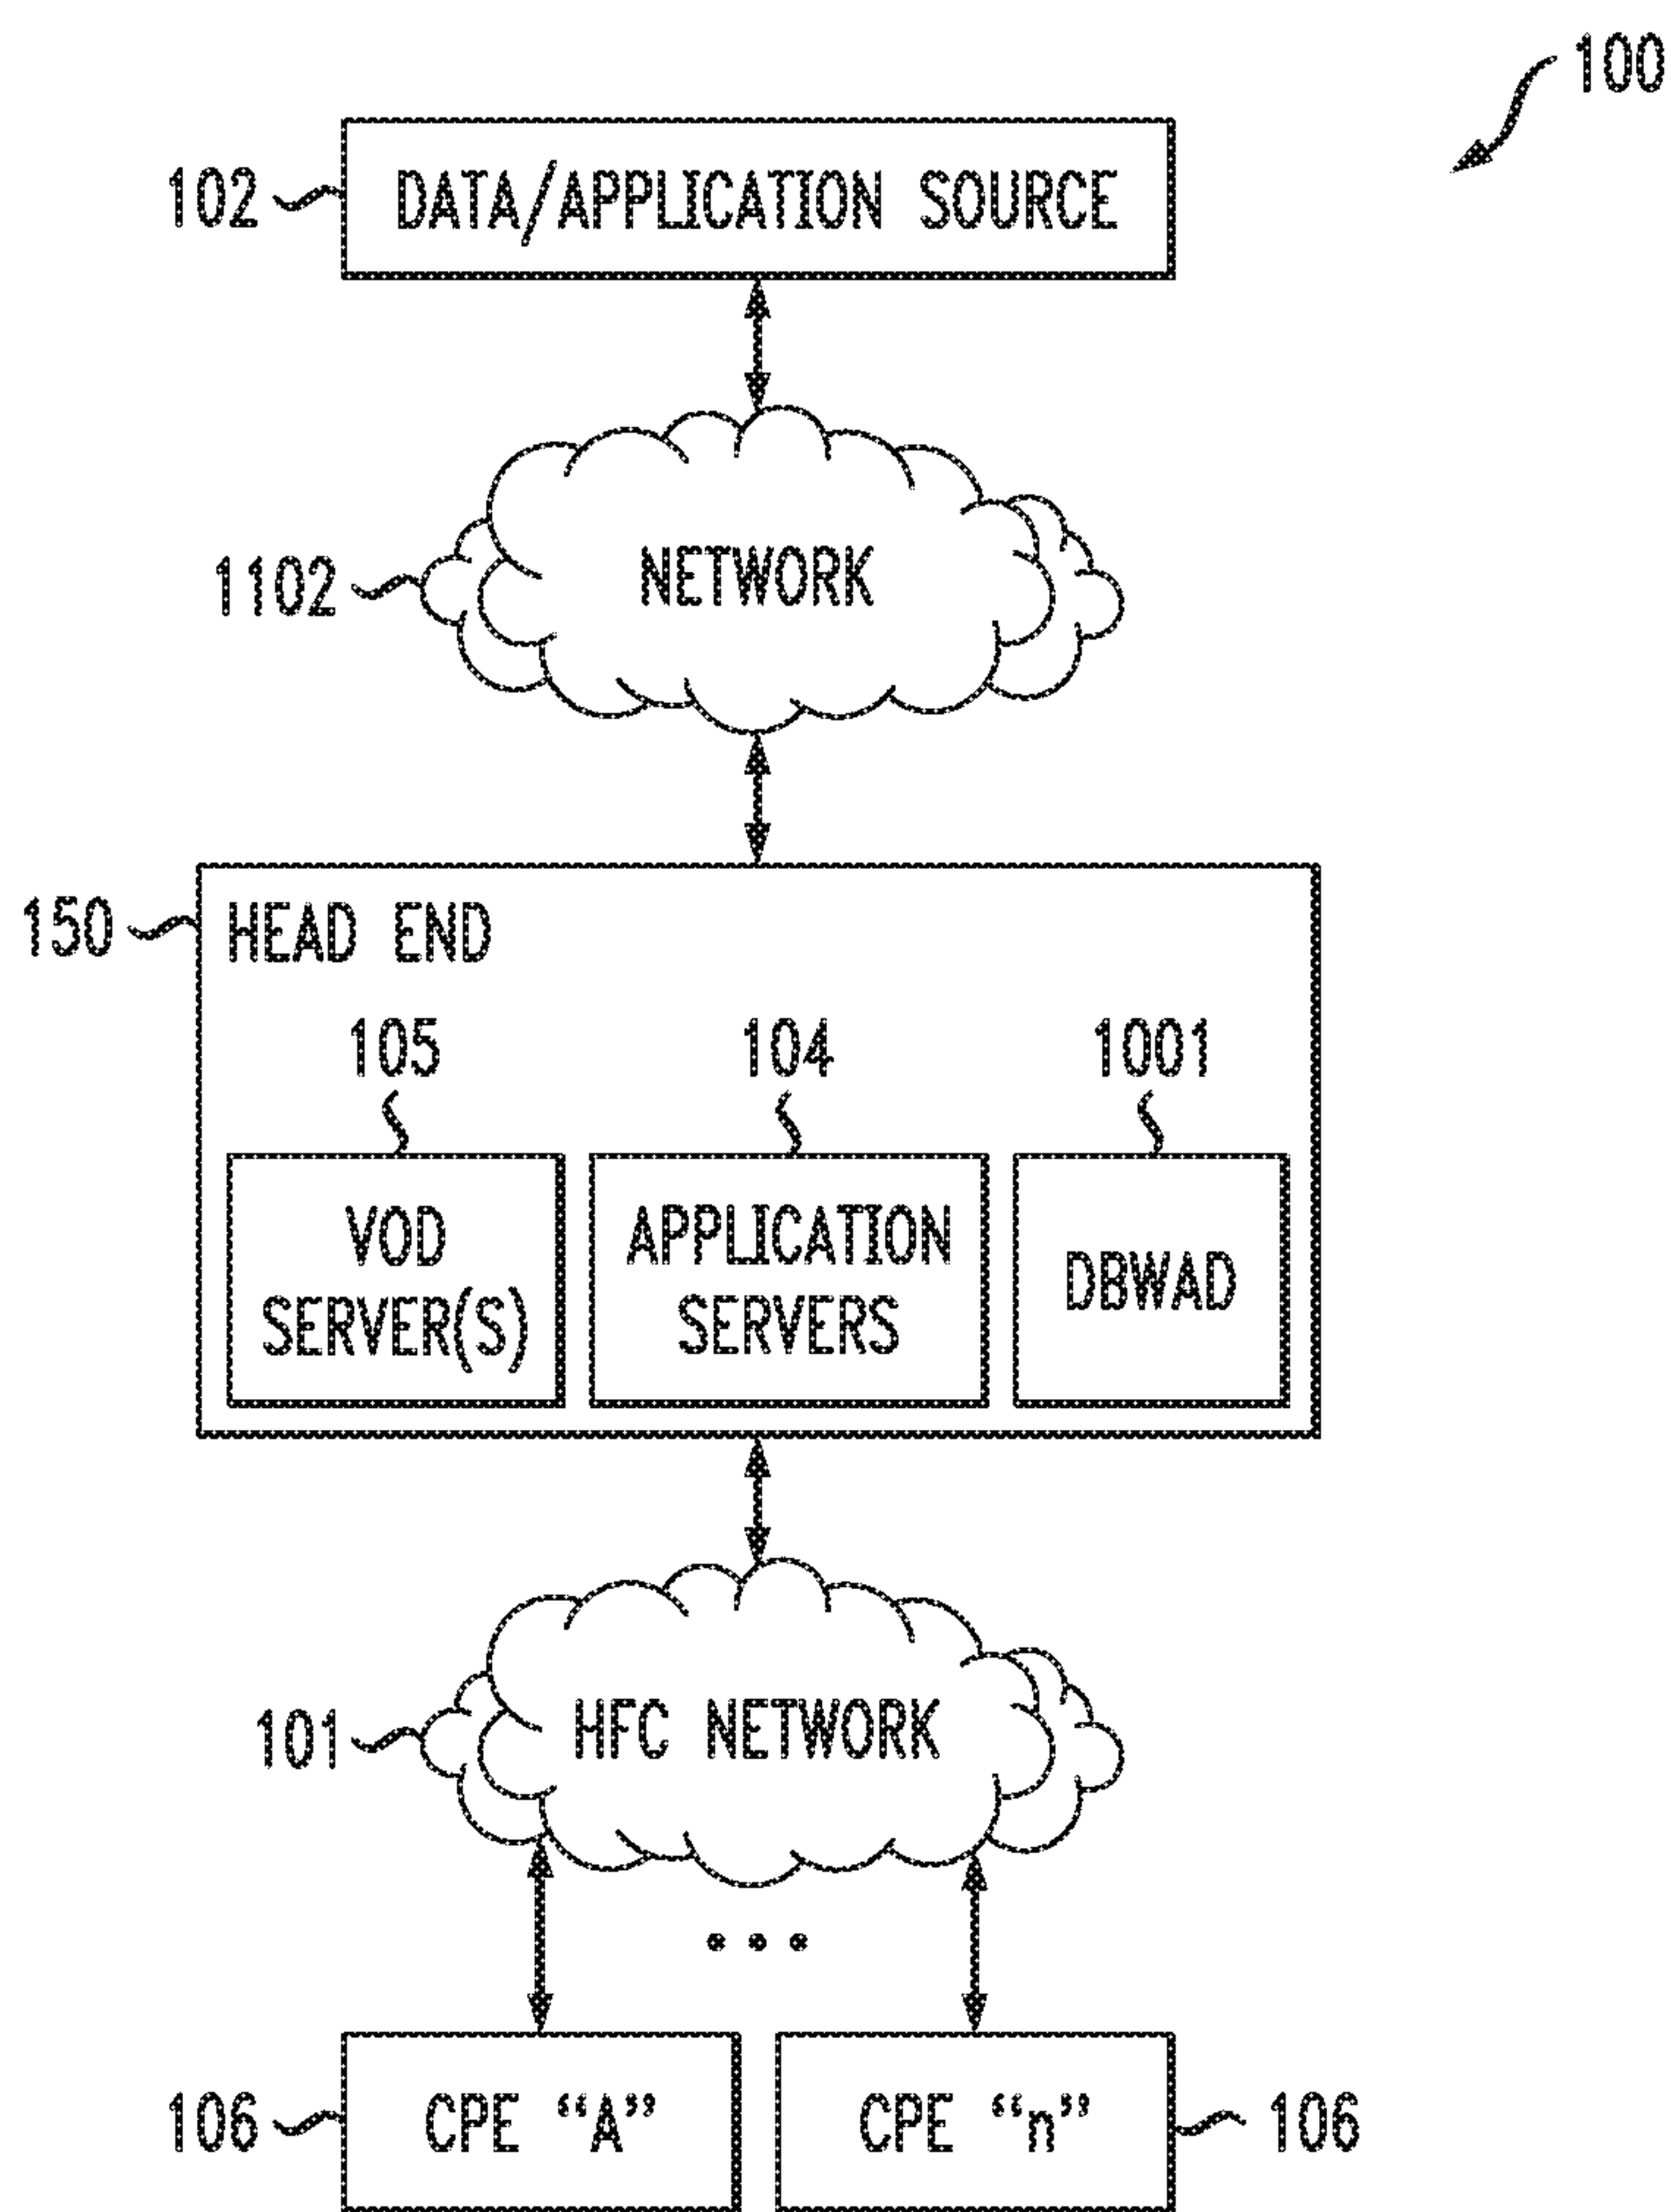 100
102 DATA/APPLICATION SOURCE
1102 NETWORK
150 HEAD END
105 104 1001
VOD
SERVER(S)
APPLICATION
SERVERS
DBWAD
101 HFC NETWORK
106 CPE “A” CPE “n” 106